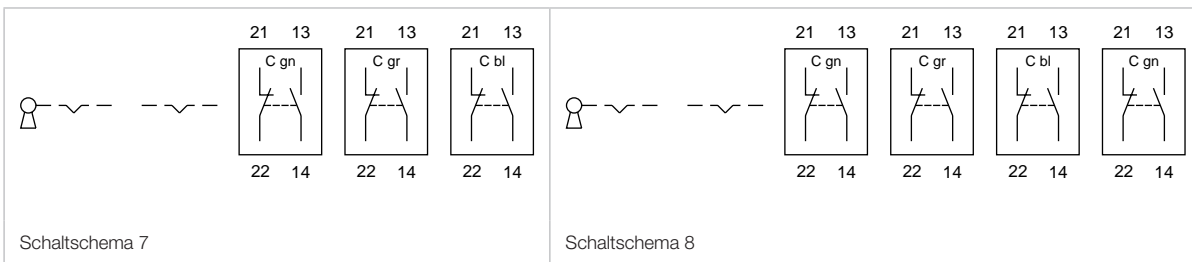 21 13 21 13 21 13
C gn C gr C bl
22 14 22 14 22 14
Schaltschema 7
21 13 21 13 21 13 21 13
C gn C gr C bl C gn
22 14 22 14 22 14 22 14
Schaltschema 8